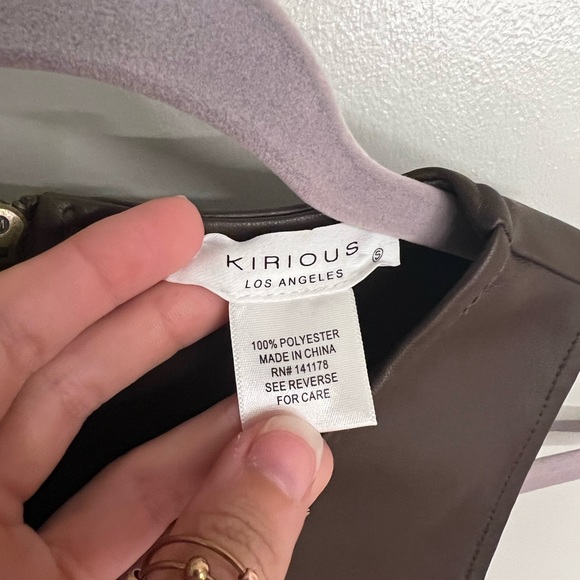 KIRIOUS Ⓢ
LOS ANGELES
100% POLYESTER
MADE IN CHINA
RN# 141178
SEE REVERSE
FOR CARE